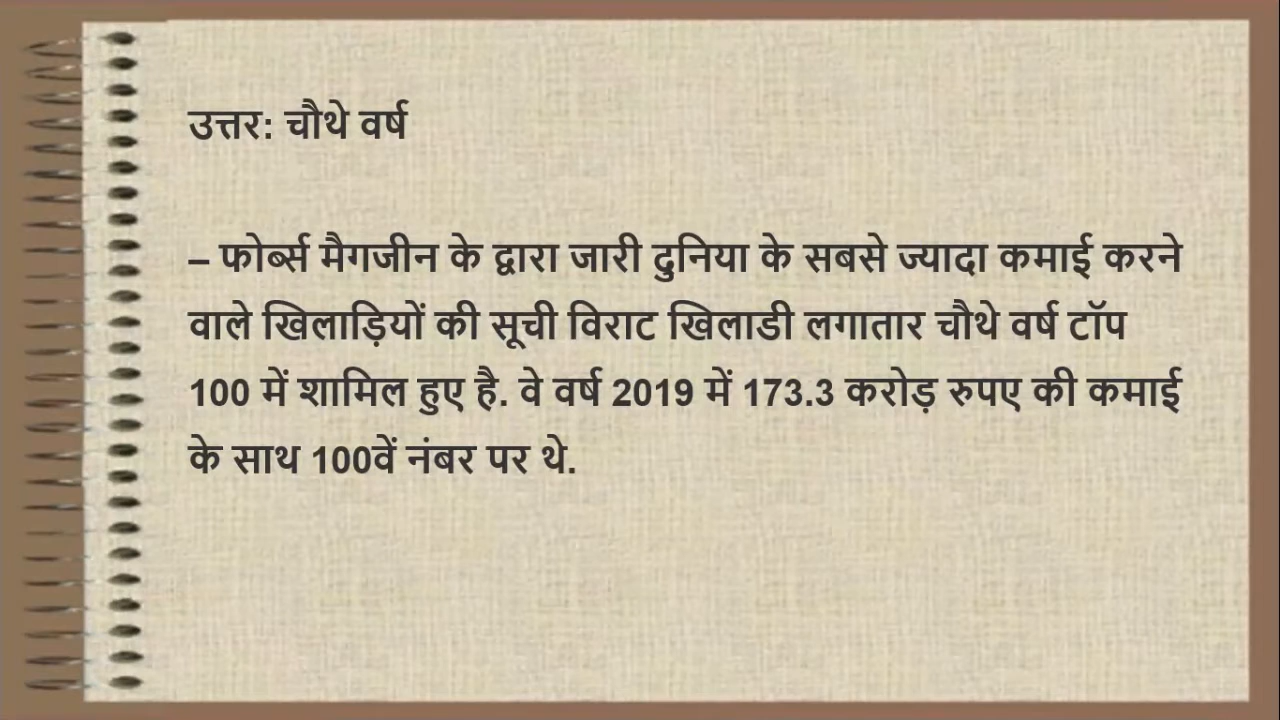 उत्तर: चौथे वर्ष
– फोर्ब्स मैगजीन के द्वारा जारी दुनिया के सबसे ज्यादा कमाई करने
वाले खिलाड़ियों की सूची विराट खिलाडी लगातार चौथे वर्ष टॉप
100 में शामिल हुए है. वे वर्ष 2019 में 173.3 करोड़ रुपए की कमाई
के साथ 100वें नंबर पर थे.